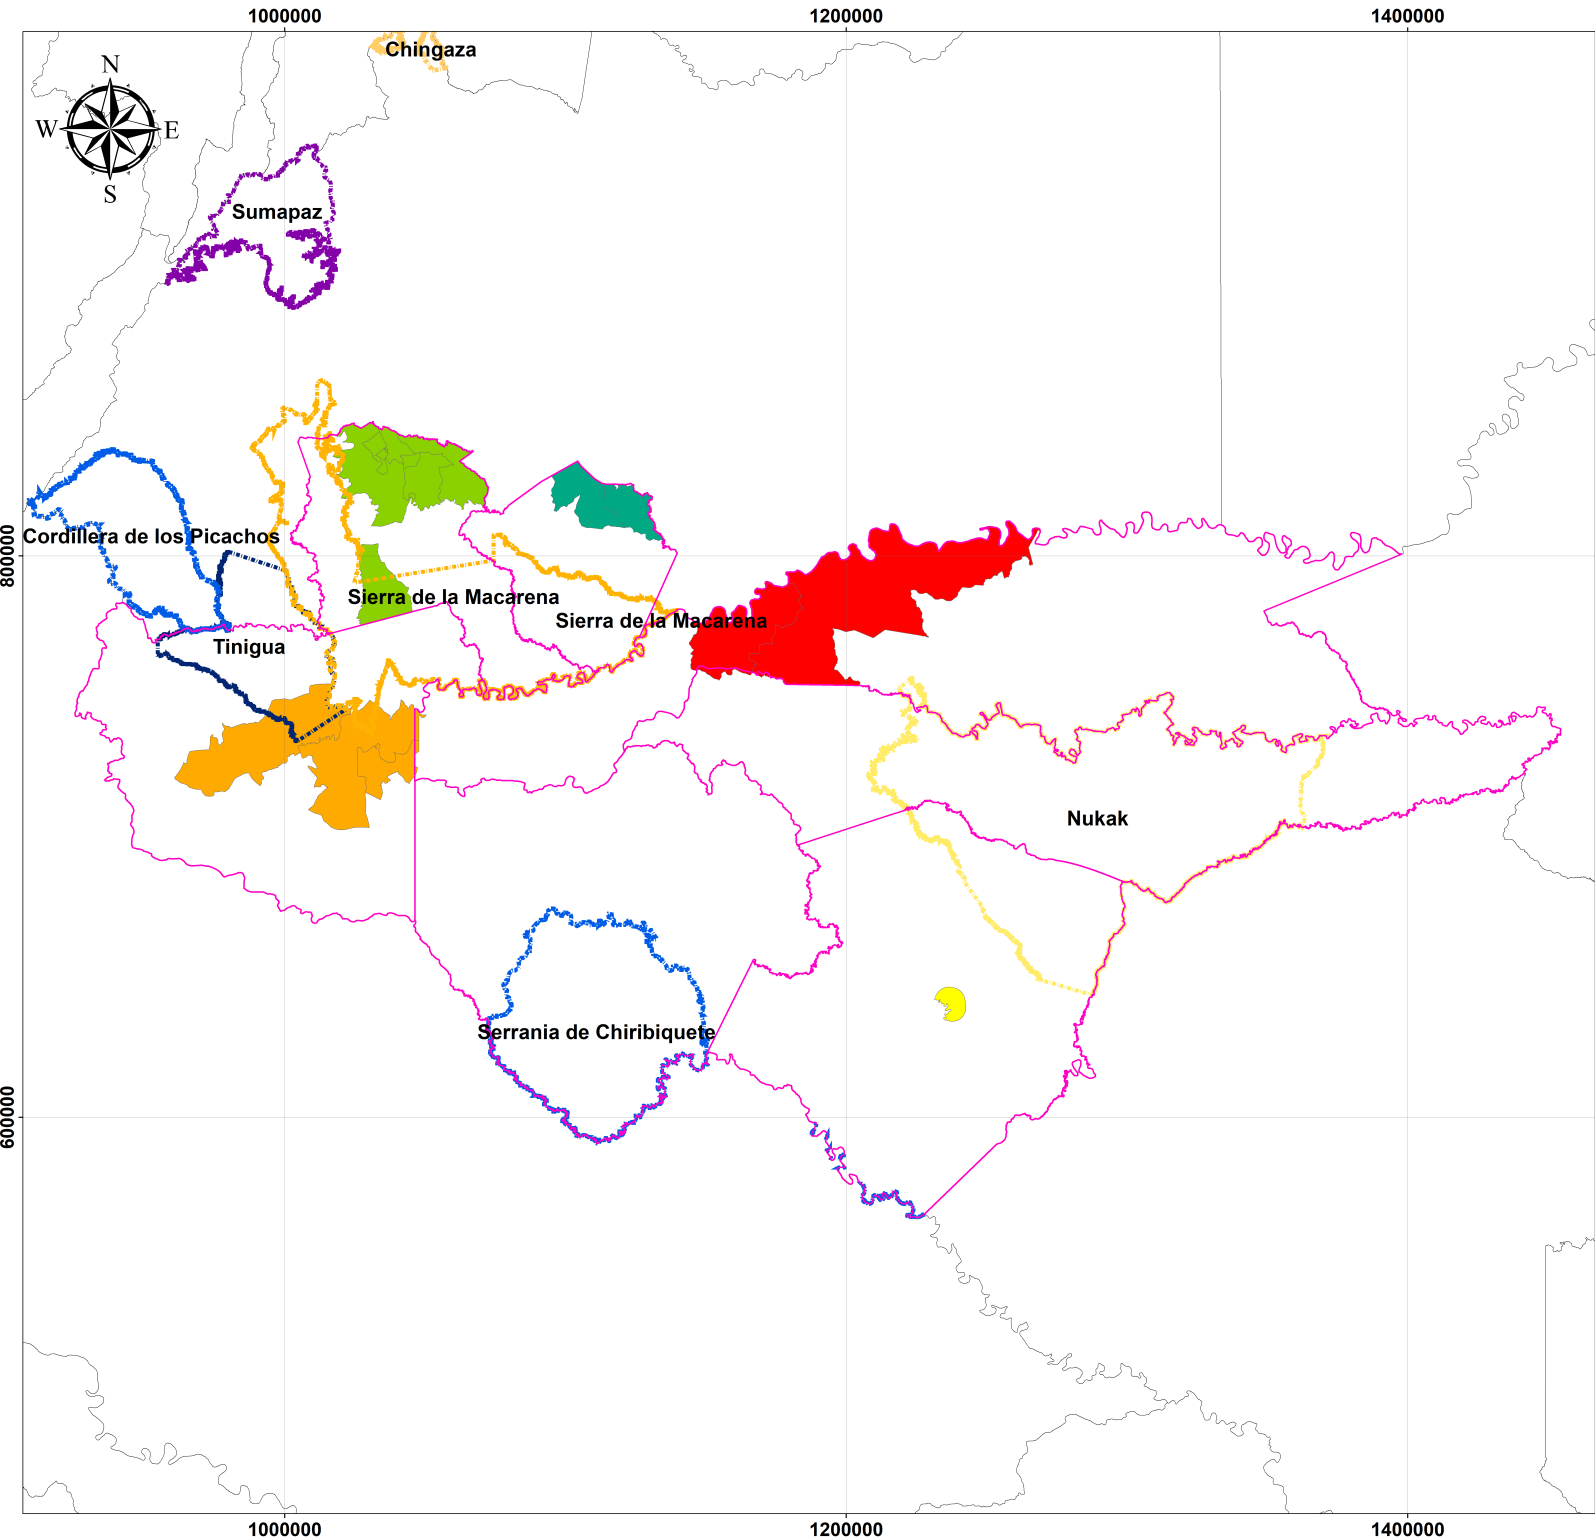 1000000 1200000 1400000
Chingaza
N
W E
S
Sumapaz
Cordillera de los Picachos
800000
Sierra de la Macarena
Sierra de la Macarena
Tinigua
Nukak
Serrania de Chiribiquete
600000
1000000 1200000 1400000